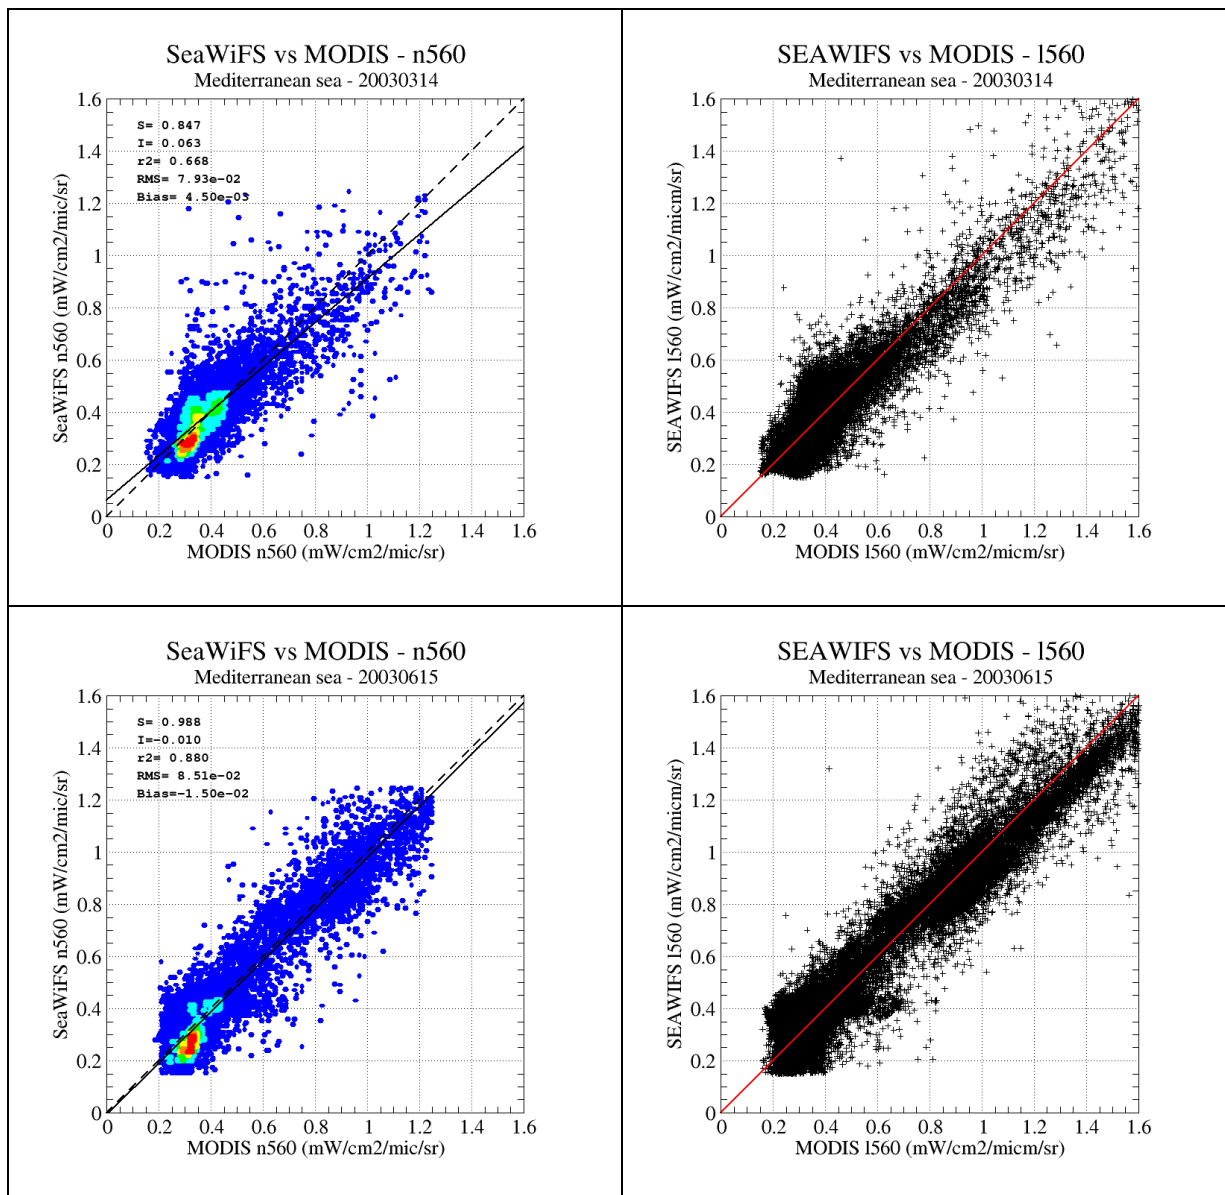 SeaWiFS vs MODIS - n560
Mediterranean sea - 20030314
1.6
S= 0.847
I= 0.063
r2= 0.668
RMS= 7.93e-02
Bias= 4.50e-03
1.4
1.2
1
0.8
0.6
0.4
0.2
0
SeaWiFS n560 (mW/cm2/mic/sr)
0 0.2 0.4 0.6 0.8 1 1.2 1.4 1.6
MODIS n560 (mW/cm2/mic/sr)
SEAWIFS vs MODIS - l560
Mediterranean sea - 20030314
1.6
1.4
1.2
1
0.8
0.6
0.4
0.2
0
SEAWIFS l560 (mW/cm2/micm/sr)
0 0.2 0.4 0.6 0.8 1 1.2 1.4 1.6
MODIS l560 (mW/cm2/micm/sr)
SeaWiFS vs MODIS - n560
Mediterranean sea - 20030615
1.6
S= 0.988
I=-0.010
r2= 0.880
RMS= 8.51e-02
Bias=-1.50e-02
1.4
1.2
1
0.8
0.6
0.4
0.2
0
SeaWiFS n560 (mW/cm2/mic/sr)
0 0.2 0.4 0.6 0.8 1 1.2 1.4 1.6
MODIS n560 (mW/cm2/mic/sr)
SEAWIFS vs MODIS - l560
Mediterranean sea - 20030615
1.6
1.4
1.2
1
0.8
0.6
0.4
0.2
0
SEAWIFS l560 (mW/cm2/micm/sr)
0 0.2 0.4 0.6 0.8 1 1.2 1.4 1.6
MODIS l560 (mW/cm2/micm/sr)